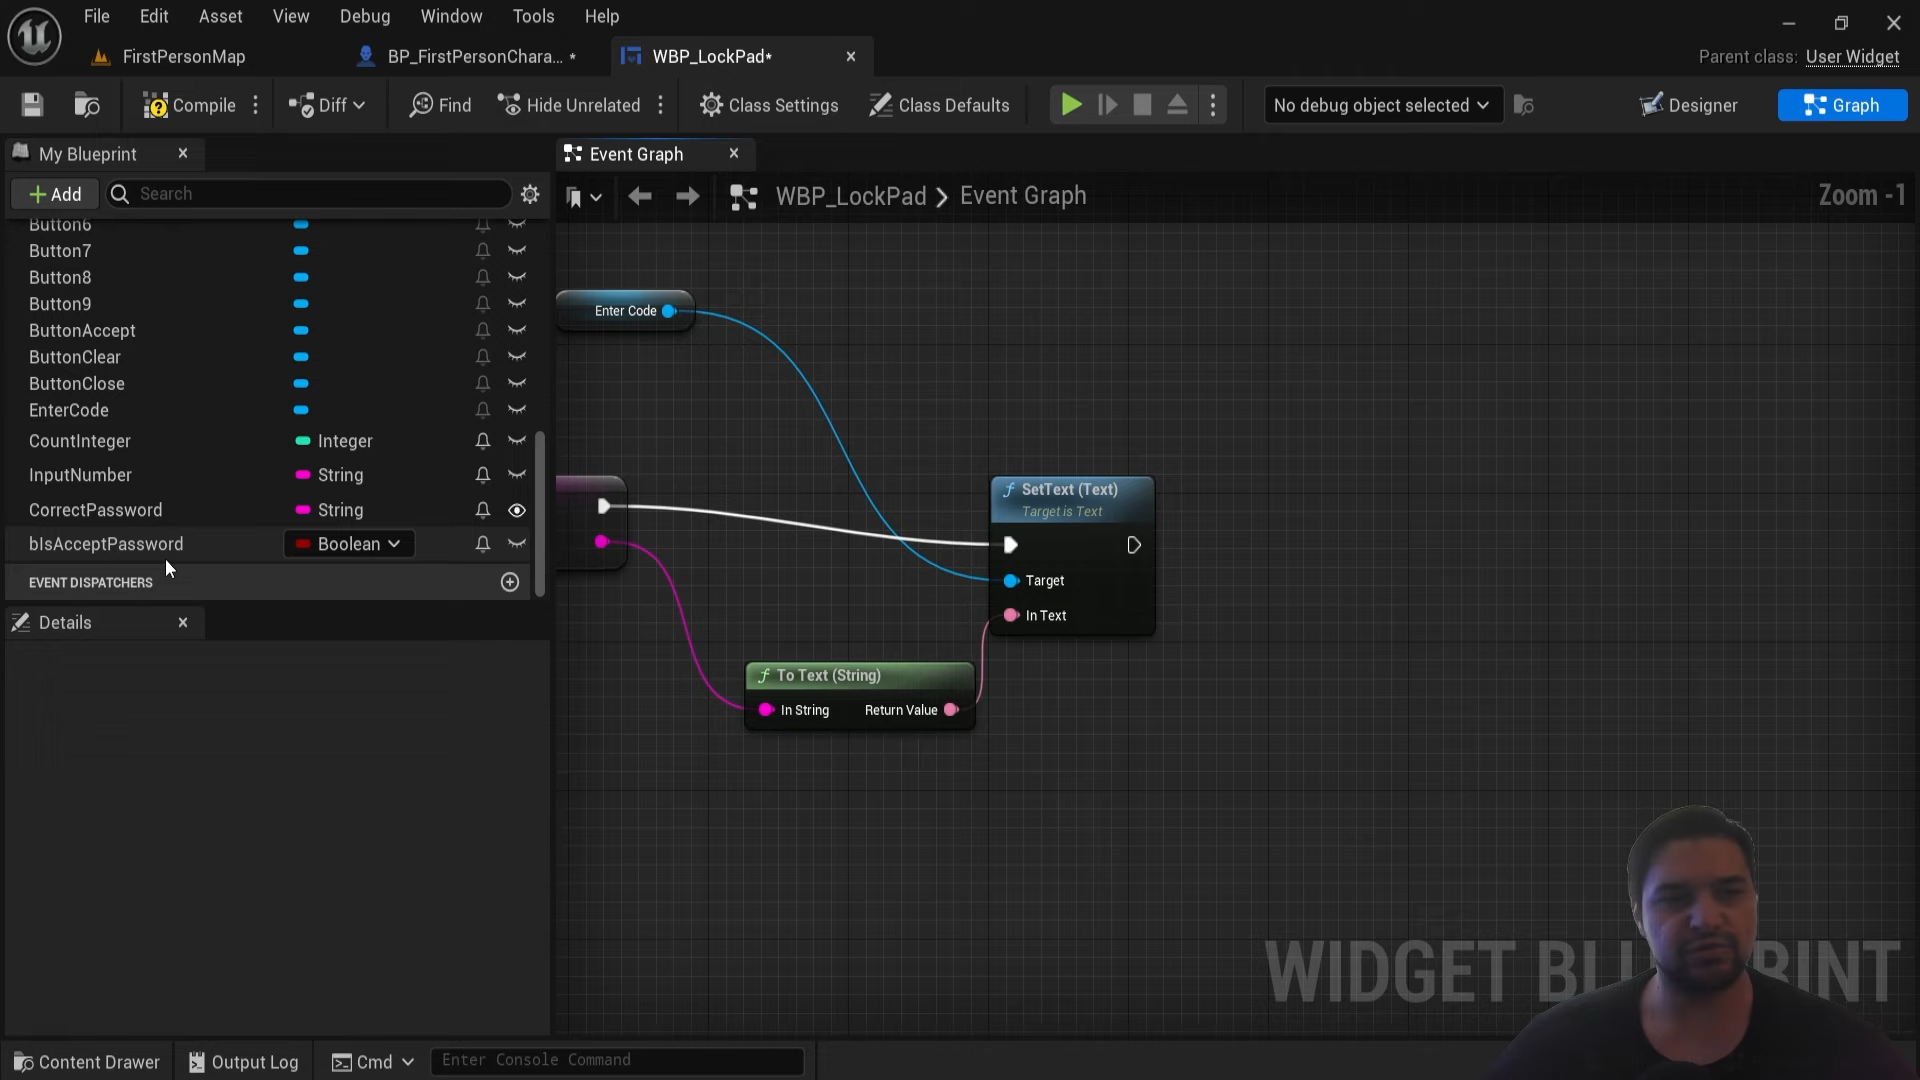 File Edit Asset View Debug Window Tools Help
FirstPersonMap BP_FirstPersonChara... * WBP_LockPad* Parent class: User Widget
Compile Diff Find Hide Unrelated Class Settings Class Defaults No debug object selected Designer Graph
My Blueprint
Add Search
Button6
Button7
Button8
Button9
ButtonAccept
ButtonClear
ButtonClose
EnterCode
CountInteger Integer
InputNumber String
CorrectPassword String
bIsAcceptPassword Boolean
EVENT DISPATCHERS
Details
Event Graph
WBP_LockPad > Event Graph Zoom -1
Enter Code
f SetText (Text)
Target is Text
Target
In Text
f To Text (String)
In String Return Value
WIDGET
Content Drawer Output Log Cmd Enter Console Command